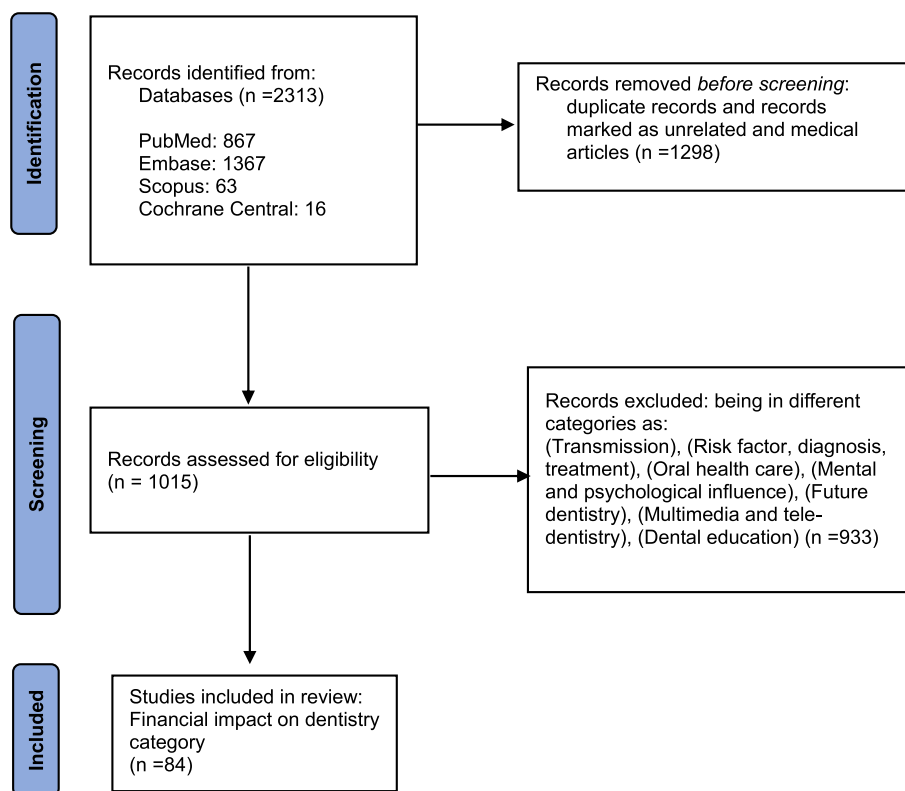 Identification
Records identified from:
Databases (n =2313)
PubMed: 867
Embase: 1367
Scopus: 63
Cochrane Central: 16
Records removed before screening:
duplicate records and records
marked as unrelated and medical
articles (n =1298)
Screening
Records assessed for eligibility
(n = 1015)
Records excluded: being in different
categories as:
(Transmission), (Risk factor, diagnosis,
treatment), (Oral health care), (Mental
and psychological influence), (Future
dentistry), (Multimedia and tele-
dentistry), (Dental education) (n =933)
Included
Studies included in review:
Financial impact on dentistry
category
(n =84)